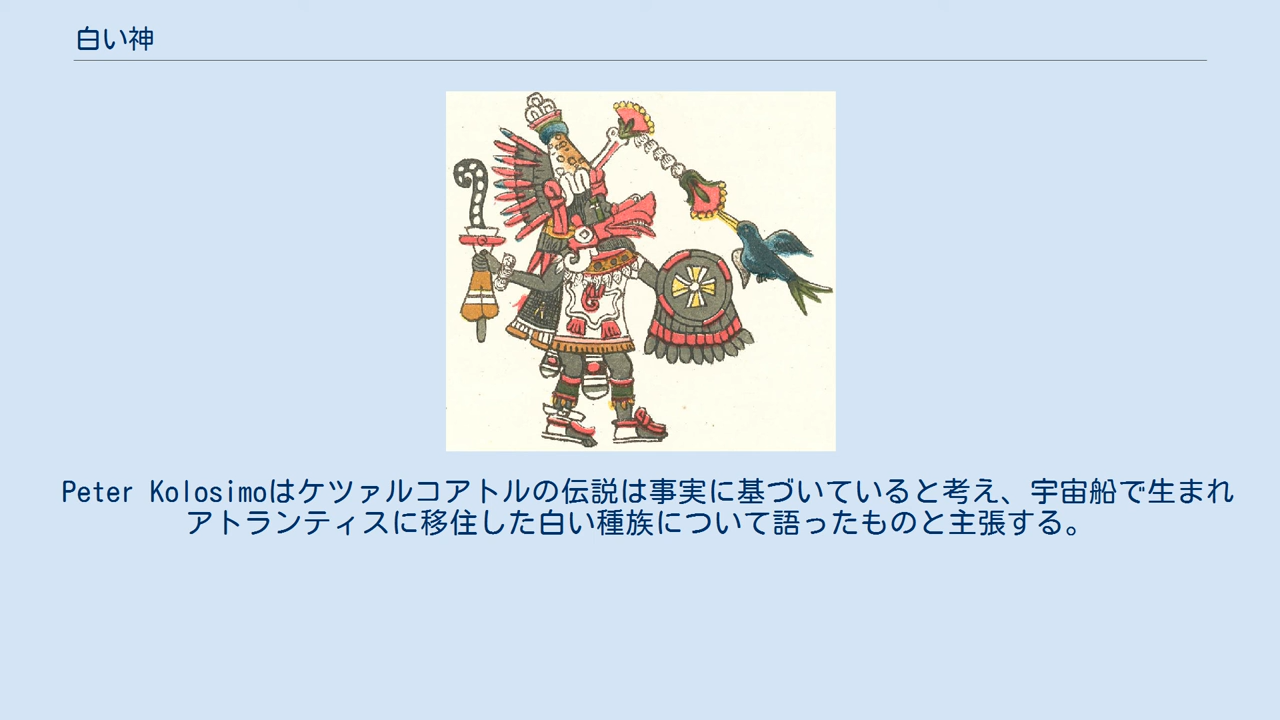 白い神
Peter Kolosimoはケツァルコアトルの伝説は事実に基づいていると考え、宇宙船で生まれ
アトランティスに移住した白い種族について語ったものと主張する。